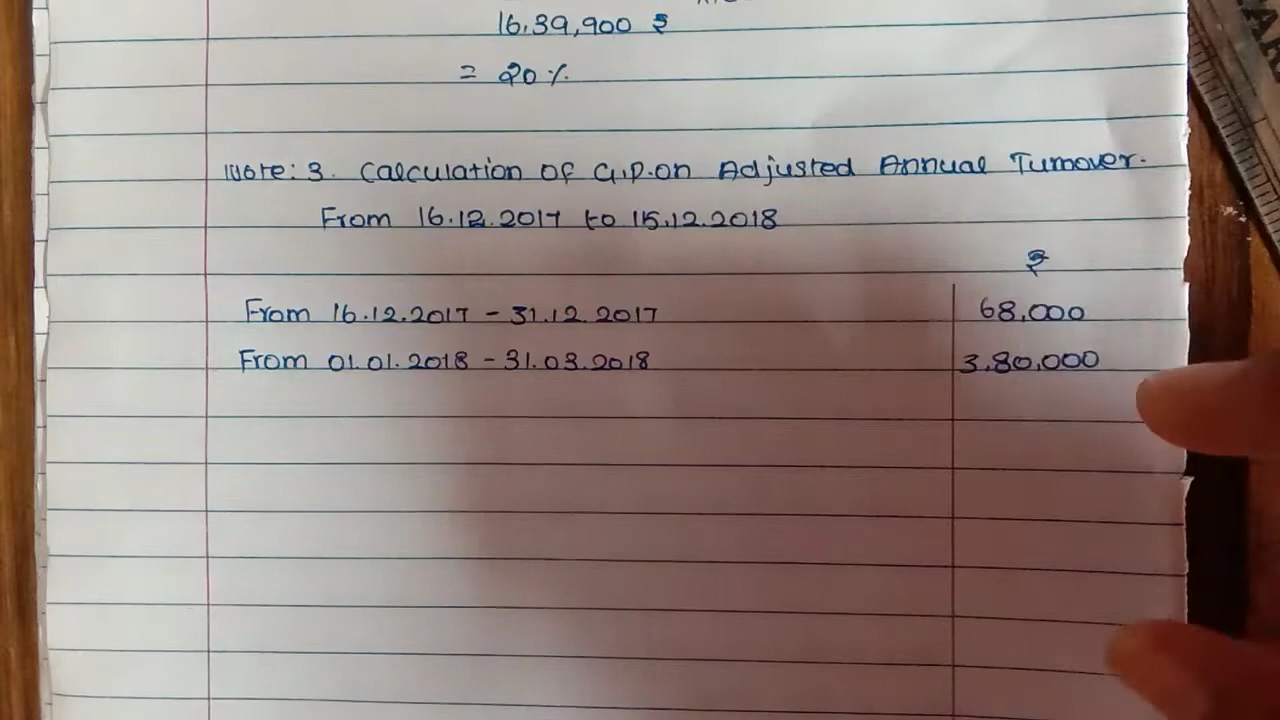 16,39,900 ₹
= 20 %
Note: 3. Calculation of G.P. on Adjusted Annual Turnover.
From 16.12.2017 to 15.12.2018
₹
From 16.12.2017 - 31.12.2017 68,000
From 01.01.2018 - 31.03.2018 3,80,000